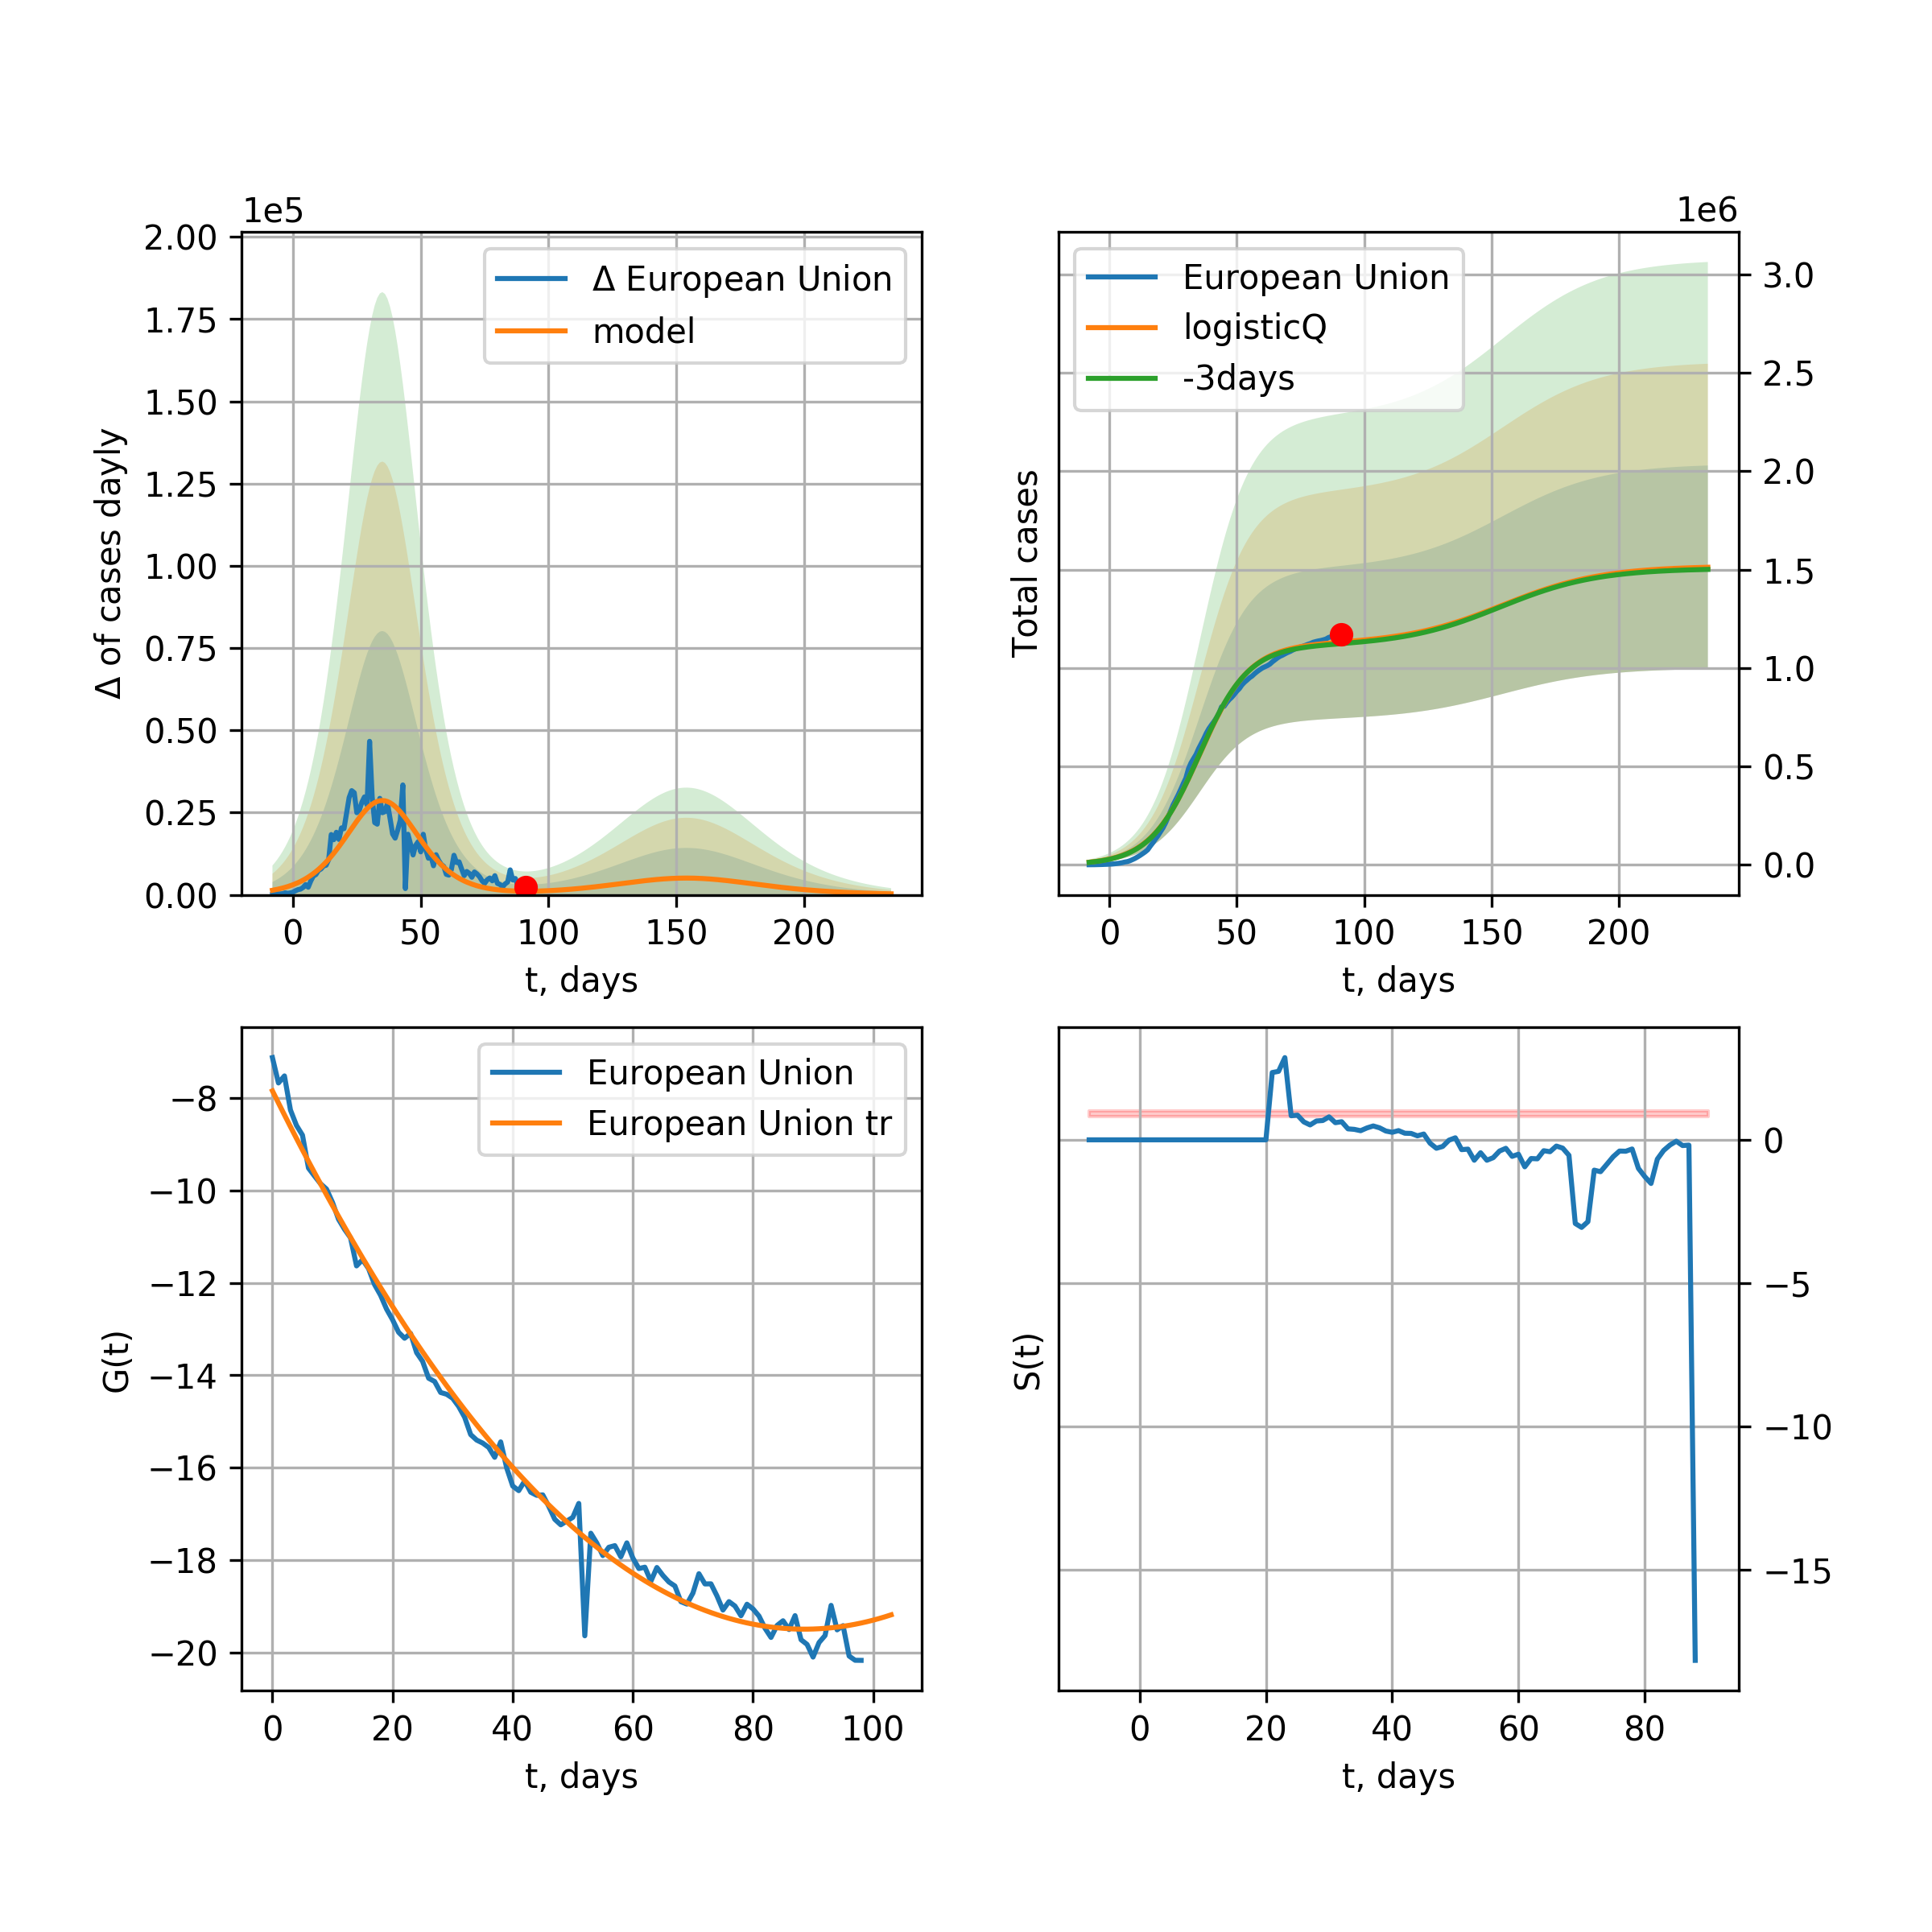 1e5
2.00
1.75
1.50
1.25
1.00
0.75
0.50
0.25
0.00
Δ of cases dayly
Δ European Union
model
0 50 100 150 200
t, days
1e6
European Union
logisticQ
-3days
Total cases
3.0
2.5
2.0
1.5
1.0
0.5
0.0
0 50 100 150 200
t, days
European Union
European Union tr
G(t)
−8
−10
−12
−14
−16
−18
−20
0 20 40 60 80 100
t, days
S(t)
0
−5
−10
−15
0 20 40 60 80
t, days